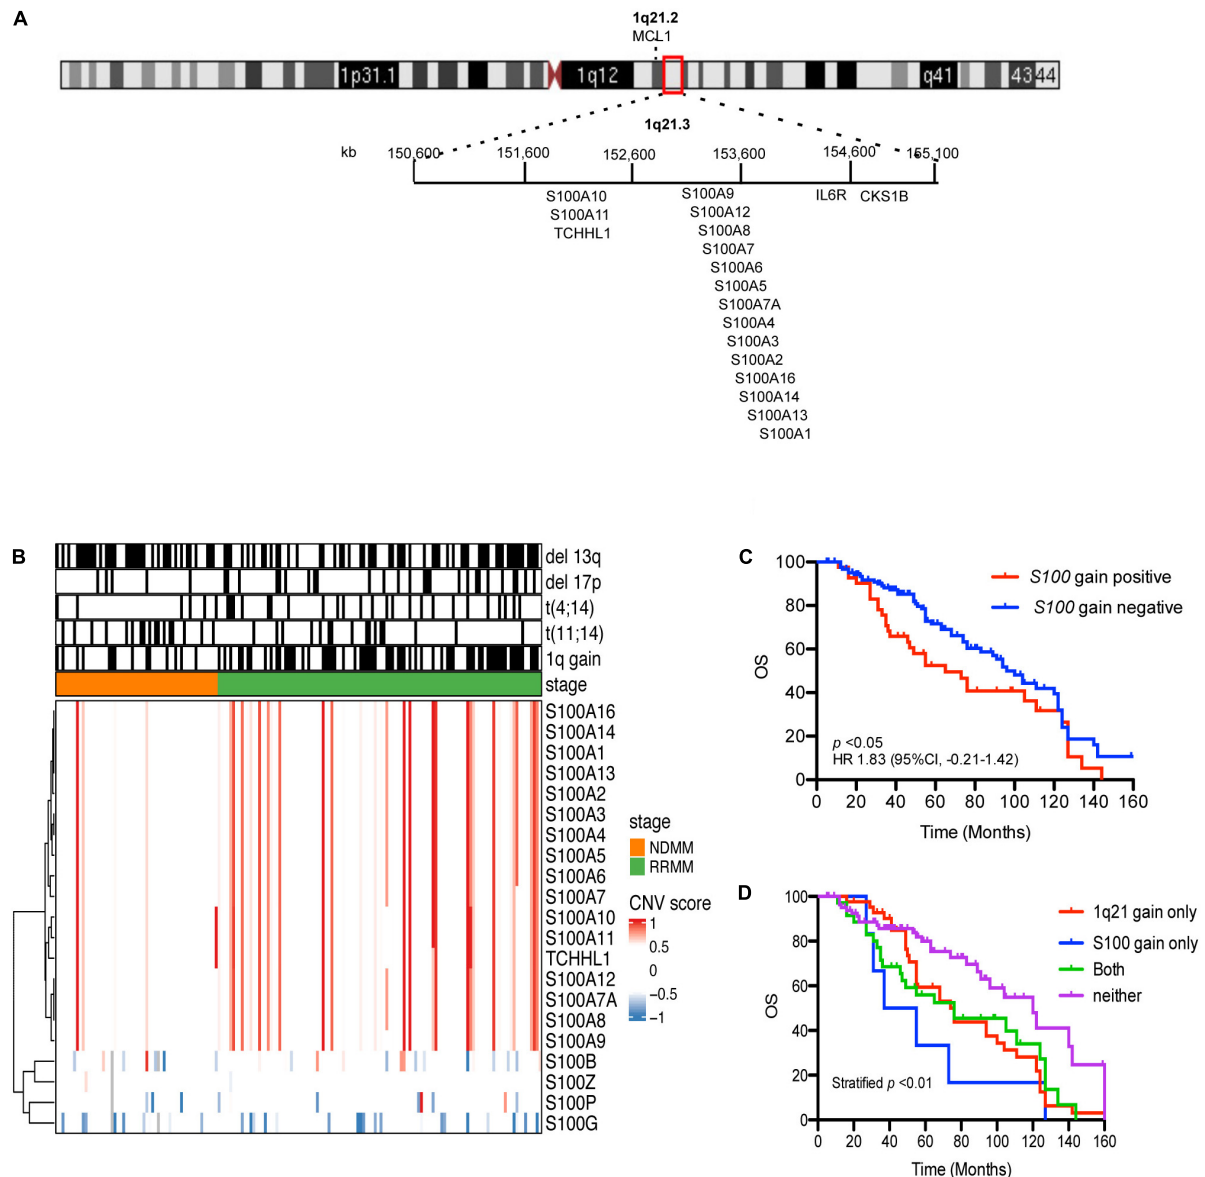 A
1q21.2
MCL1
1p31.1
1q12
q41
43
44
1q21.3
kb
150,600
151,600
152,600
153,600
154,600
155,100
S100A10
S100A11
TCHHL1
S100A9
S100A12
S100A8
S100A7
S100A6
S100A5
S100A7A
S100A4
S100A3
S100A2
S100A16
S100A14
S100A13
S100A1
IL6R
CKS1B
B
del 13q
del 17p
t(4;14)
t(11;14)
1q gain
stage
S100A16
S100A14
S100A1
S100A13
S100A2
S100A3
S100A4
S100A5
S100A6
S100A7
S100A10
S100A11
TCHHL1
S100A12
S100A7A
S100A8
S100A9
S100B
S100Z
S100P
S100G
stage
NDMM
RRMM
CNV score
1
0.5
0
−0.5
−1
C
100
80
60
40
20
0
OS
S100 gain positive
S100 gain negative
p <0.05
HR 1.83 (95%CI, -0.21-1.42)
0 20 40 60 80 100 120 140 160
Time (Months)
D
100
80
60
40
20
0
OS
1q21 gain only
S100 gain only
Both
neither
Stratified p <0.01
0 20 40 60 80 100 120 140 160
Time (Months)